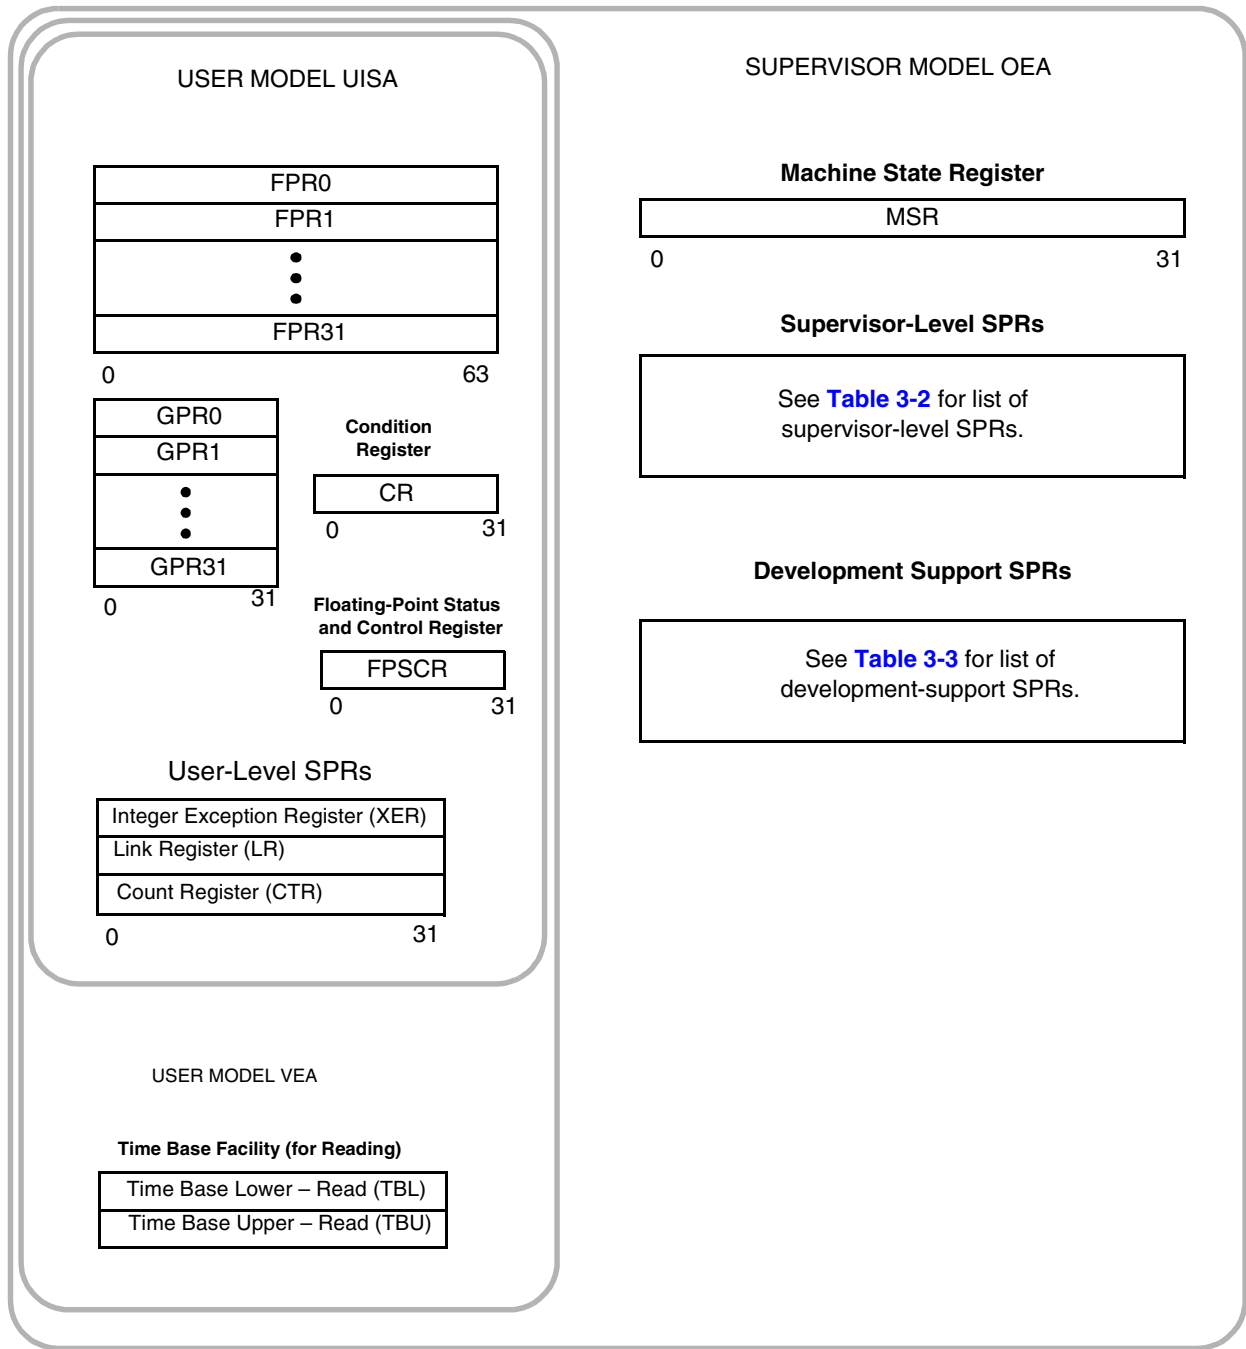 USER MODEL UISA
FPR0
FPR1
FPR31
0 63
GPR0
GPR1
GPR31
0 31
Condition
Register
CR
0 31
Floating-Point Status
and Control Register
FPSCR
0 31
User-Level SPRs
Integer Exception Register (XER)
Link Register (LR)
Count Register (CTR)
0 31
USER MODEL VEA
Time Base Facility (for Reading)
Time Base Lower – Read (TBL)
Time Base Upper – Read (TBU)
SUPERVISOR MODEL OEA
Machine State Register
MSR
0 31
Supervisor-Level SPRs
See Table 3-2 for list of
supervisor-level SPRs.
Development Support SPRs
See Table 3-3 for list of
development-support SPRs.